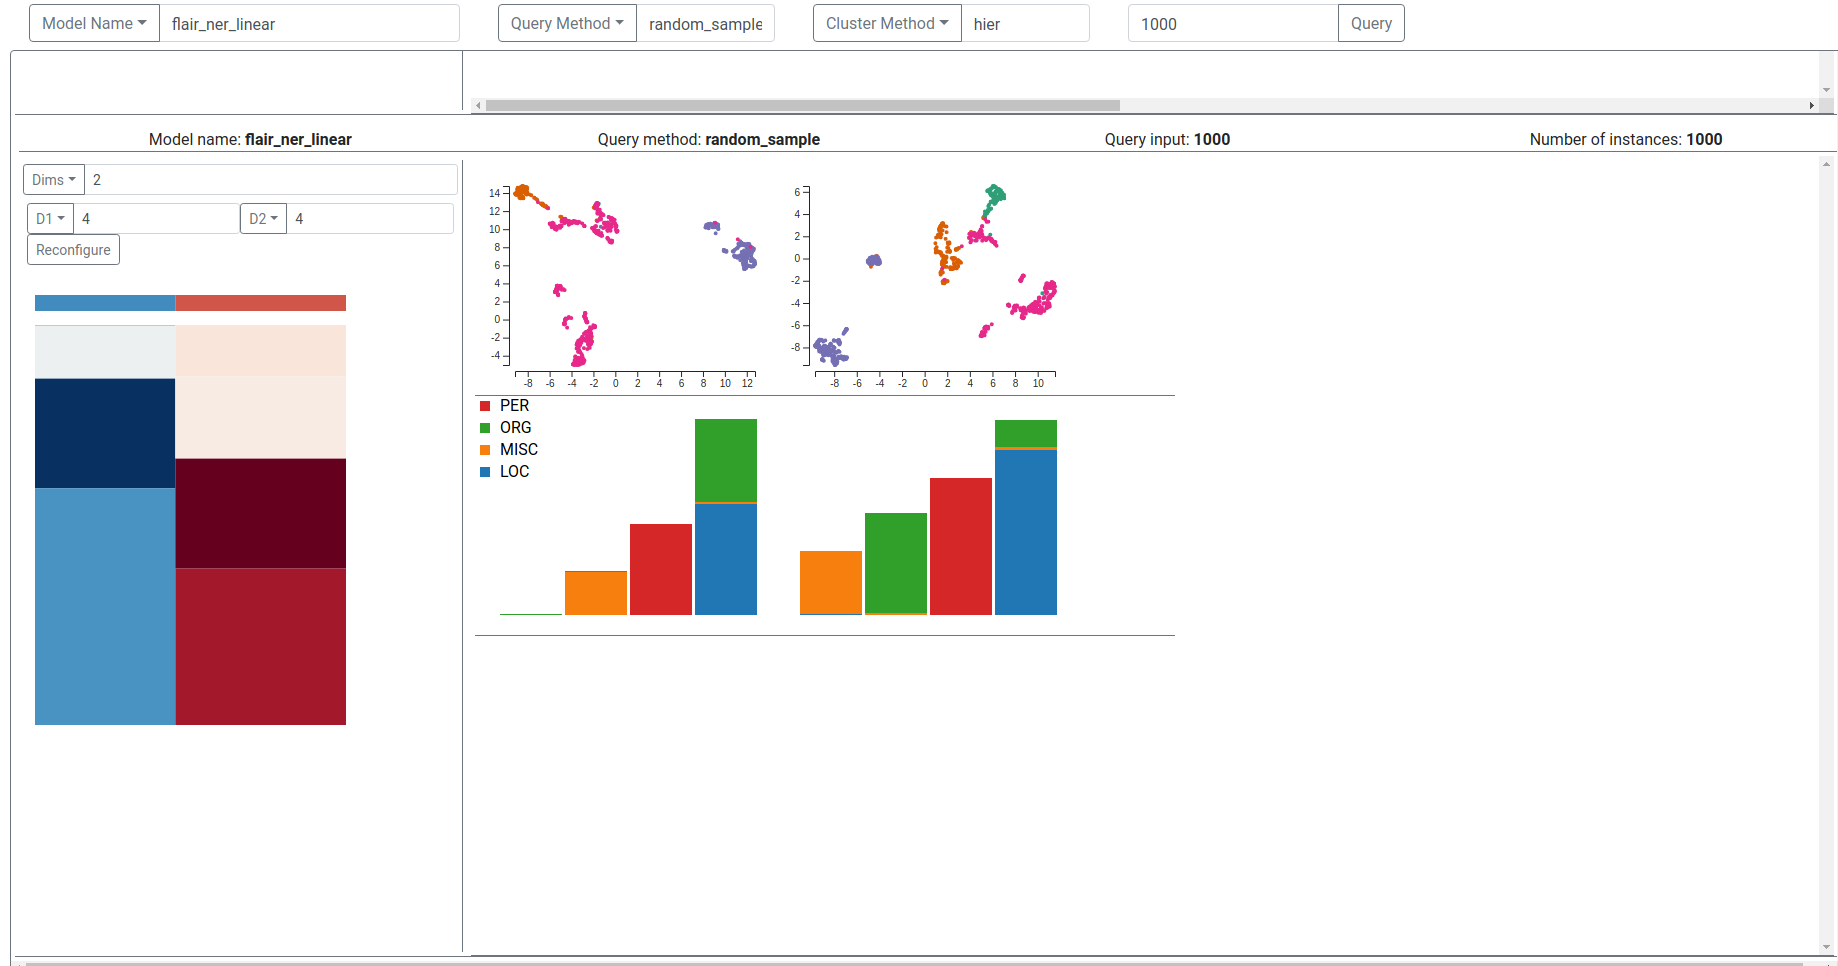 Model Name flair_ner_linear Query Method random_sample Cluster Method hier 1000 Query
Model name: flair_ner_linear Query method: random_sample Query input: 1000 Number of instances: 1000
Dims 2
D1 4 D2 4
Reconfigure
14
12
10
8
6
4
2
0
-2
-4
-8 -6 -4 -2 0 2 4 6 8 10 12
6
4
2
0
-2
-4
-6
-8
-8 -6 -4 -2 0 2 4 6 8 10
PER
ORG
MISC
LOC